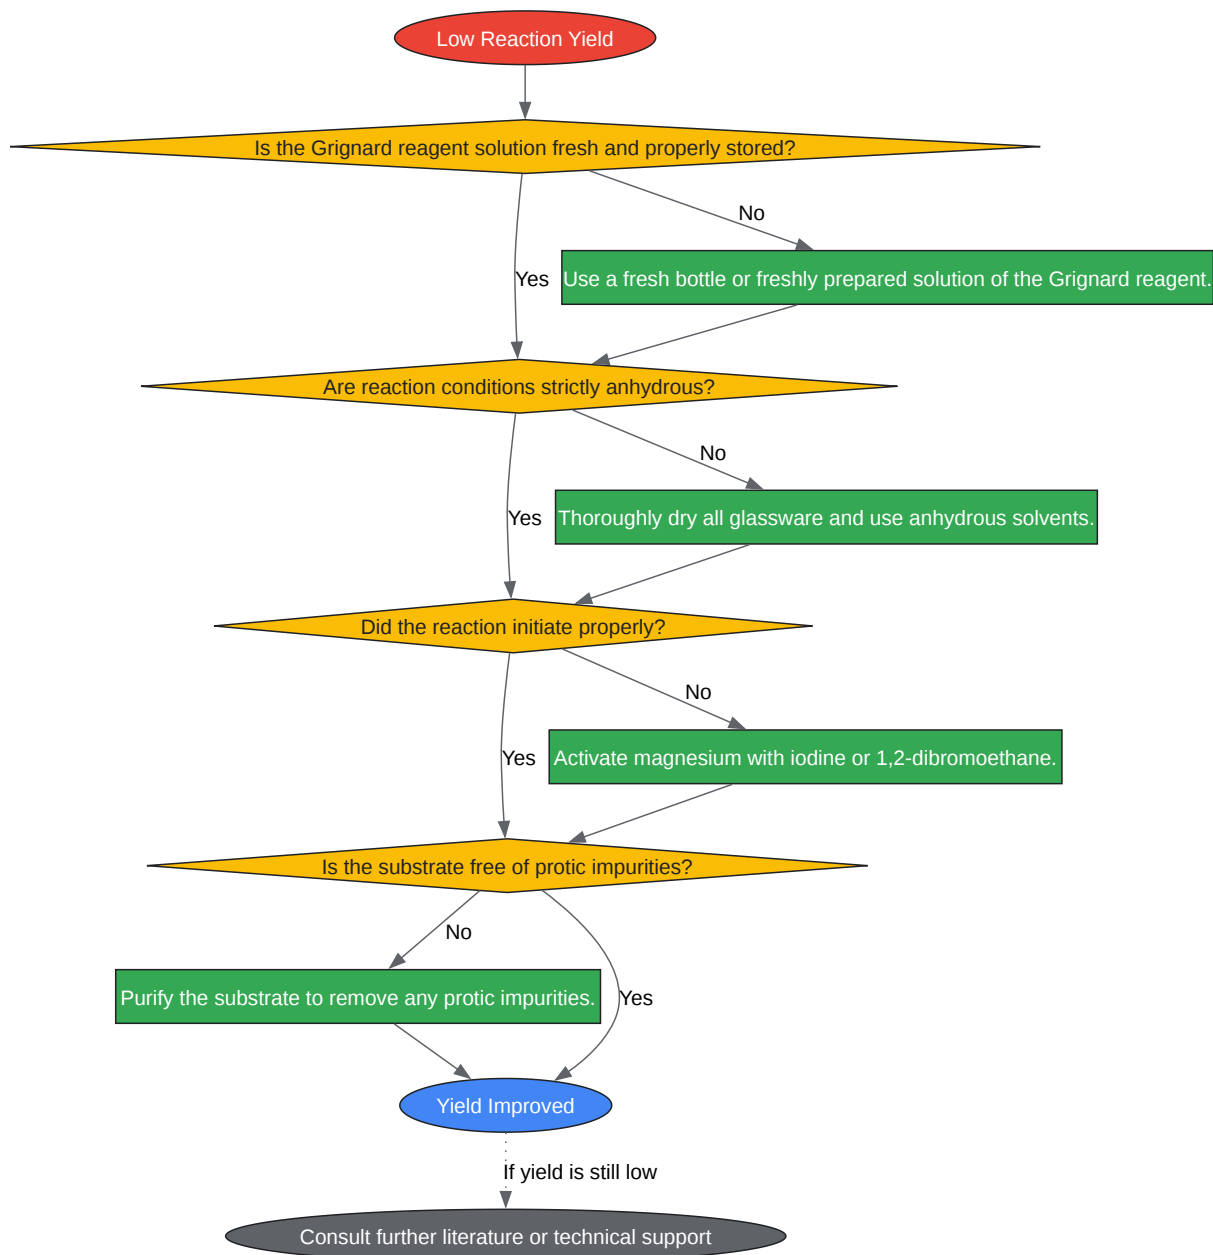 Low Reaction Yield
Is the Grignard reagent solution fresh and properly stored?
No
Yes
Use a fresh bottle or freshly prepared solution of the Grignard reagent.
Are reaction conditions strictly anhydrous?
No
Yes
Thoroughly dry all glassware and use anhydrous solvents.
Did the reaction initiate properly?
No
Yes
Activate magnesium with iodine or 1,2-dibromoethane.
Is the substrate free of protic impurities?
No
Purify the substrate to remove any protic impurities.
Yes
Yield Improved
If yield is still low
Consult further literature or technical support